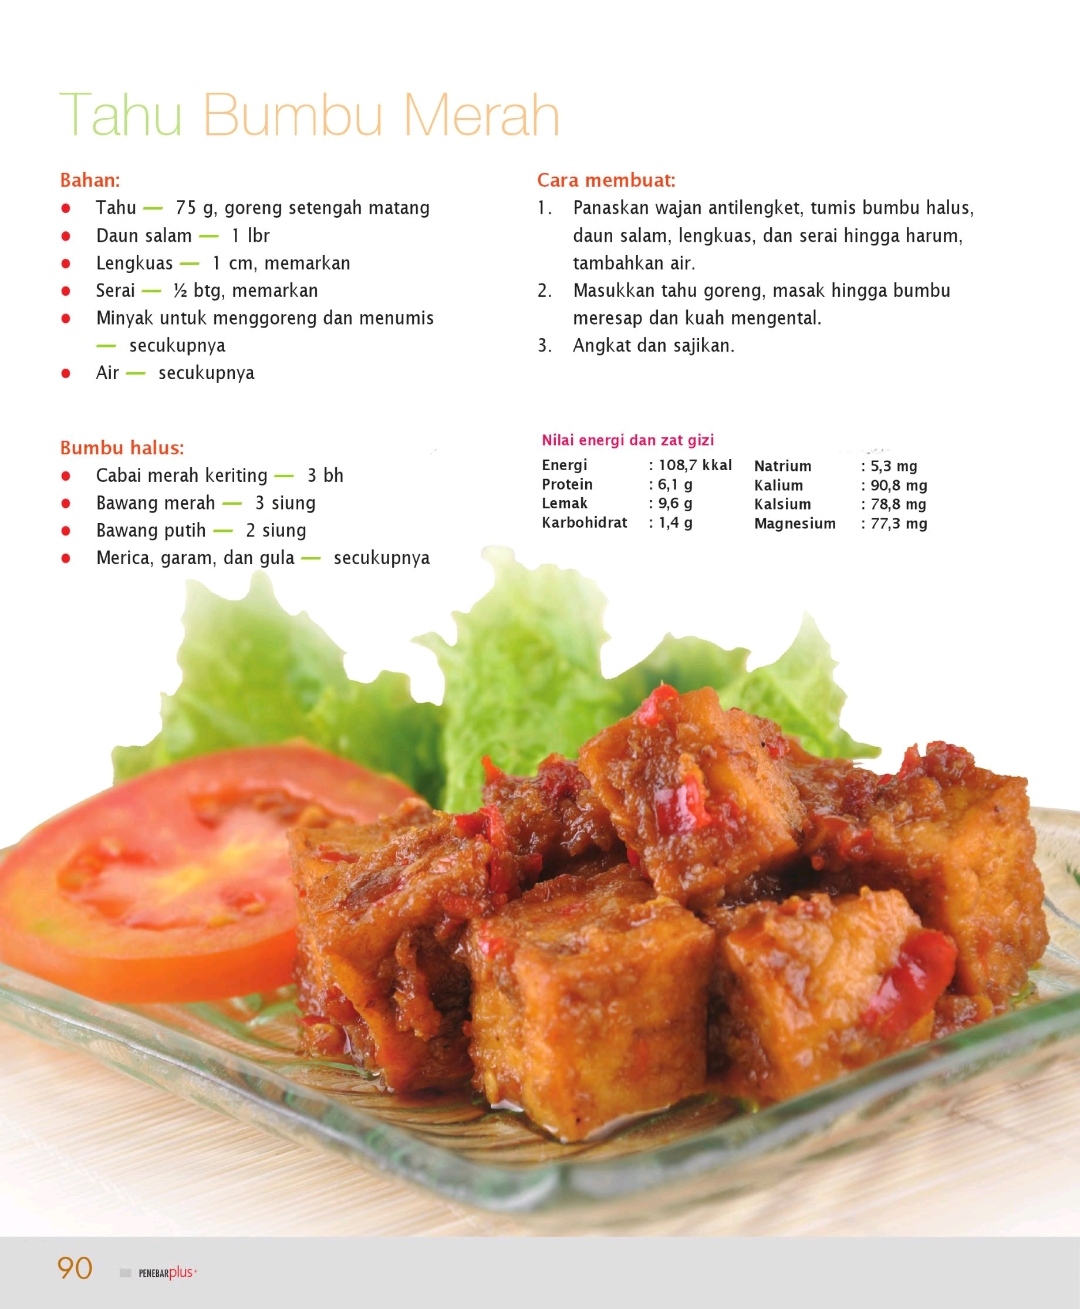 Tahu Bumbu Merah
Bahan:
• Tahu — 75 g, goreng setengah matang
• Daun salam — 1 lbr
• Lengkuas — 1 cm, memarkan
• Serai — ½ btg, memarkan
• Minyak untuk menggoreng dan menumis
— secukupnya
• Air — secukupnya
Bumbu halus:
• Cabai merah keriting — 3 bh
• Bawang merah — 3 siung
• Bawang putih — 2 siung
• Merica, garam, dan gula — secukupnya
Cara membuat:
1. Panaskan wajan antilengket, tumis bumbu halus,
daun salam, lengkuas, dan serai hingga harum,
tambahkan air.
2. Masukkan tahu goreng, masak hingga bumbu
meresap dan kuah mengental.
3. Angkat dan sajikan.
Nilai energi dan zat gizi
Energi : 108,7 kkal Natrium : 5,3 mg
Protein : 6,1 g Kalium : 90,8 mg
Lemak : 9,6 g Kalsium : 78,8 mg
Karbohidrat : 1,4 g Magnesium : 77,3 mg
90 PENEBARplus+